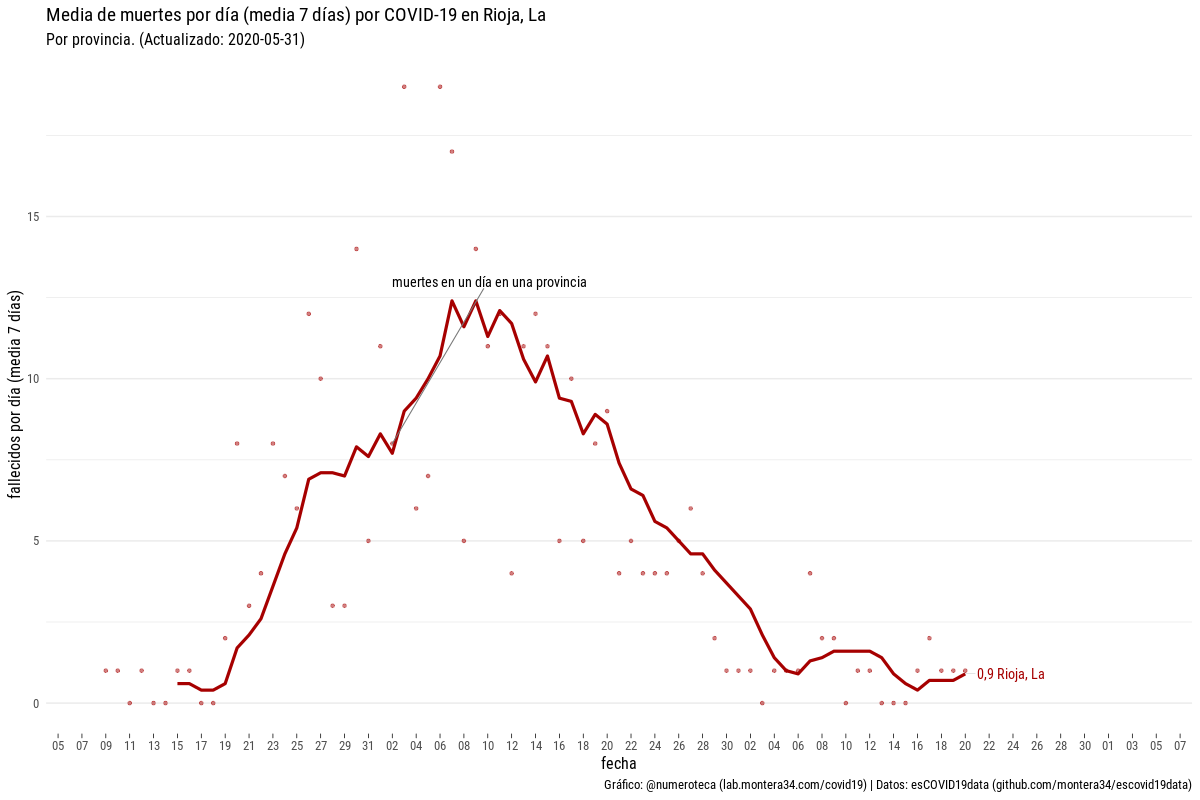 Media de muertes por día (media 7 días) por COVID-19 en Rioja, La
Por provincia. (Actualizado: 2020-05-31)
fallecidos por día (media 7 días)
15
10
5
0
muertes en un día en una provincia
0,9 Rioja, La
05 07 09 11 13 15 17 19 21 23 25 27 29 31 02 04 06 08 10 12 14 16 18 20 22 24 26 28 30 02 04 06 08 10 12 14 16 18 20 22 24 26 28 30 01 03 05 07
fecha
Gráfico: @numeroteca (lab.montera34.com/covid19) | Datos: esCOVID19data (github.com/montera34/escovid19data)